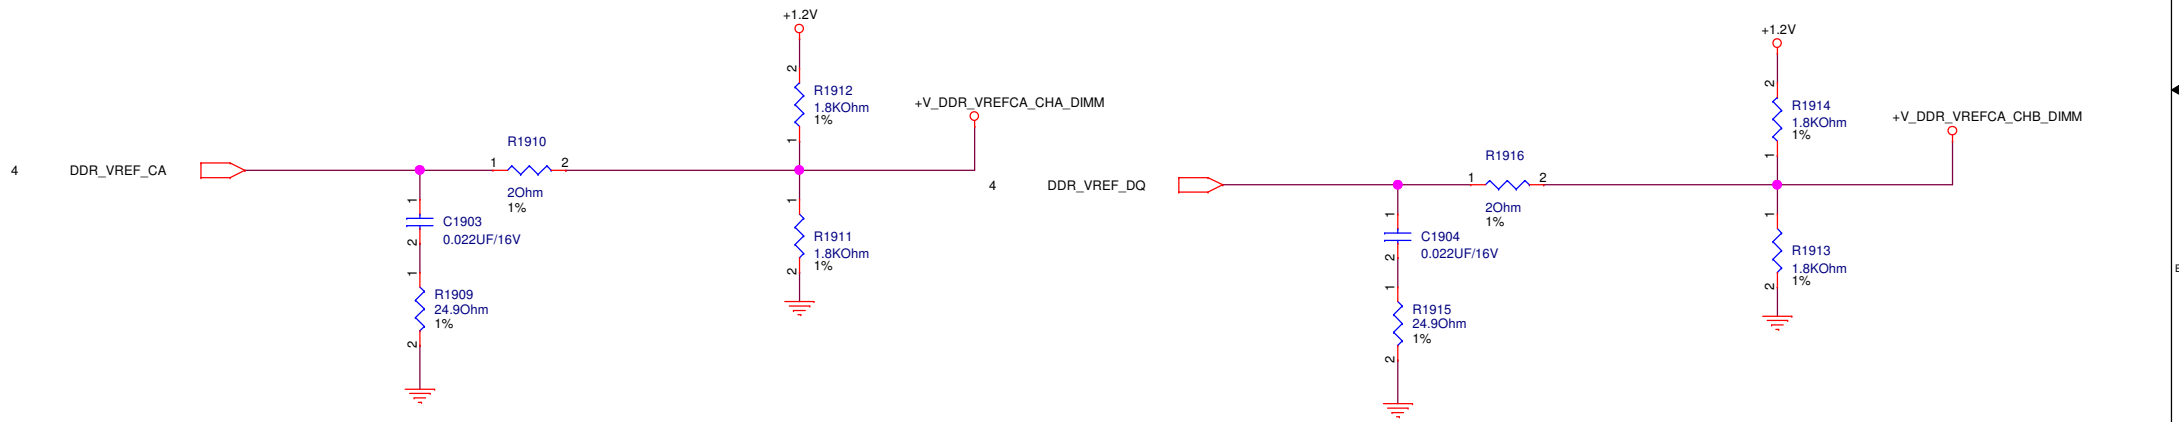 +1.2V
2
R1912
1.8KOhm
1%
1
+V_DDR_VREFCA_CHA_DIMM
4 DDR_VREF_CA
R1910
1 2
2Ohm
1%
1
C1903
0.022UF/16V
2
1
R1909
24.9Ohm
1%
2
1
R1911
1.8KOhm
1%
2
+1.2V
2
R1914
1.8KOhm
1%
1
+V_DDR_VREFCA_CHB_DIMM
4 DDR_VREF_DQ
R1916
1 2
2Ohm
1%
1
C1904
0.022UF/16V
2
1
R1915
24.9Ohm
1%
2
1
R1913
1.8KOhm
1%
2